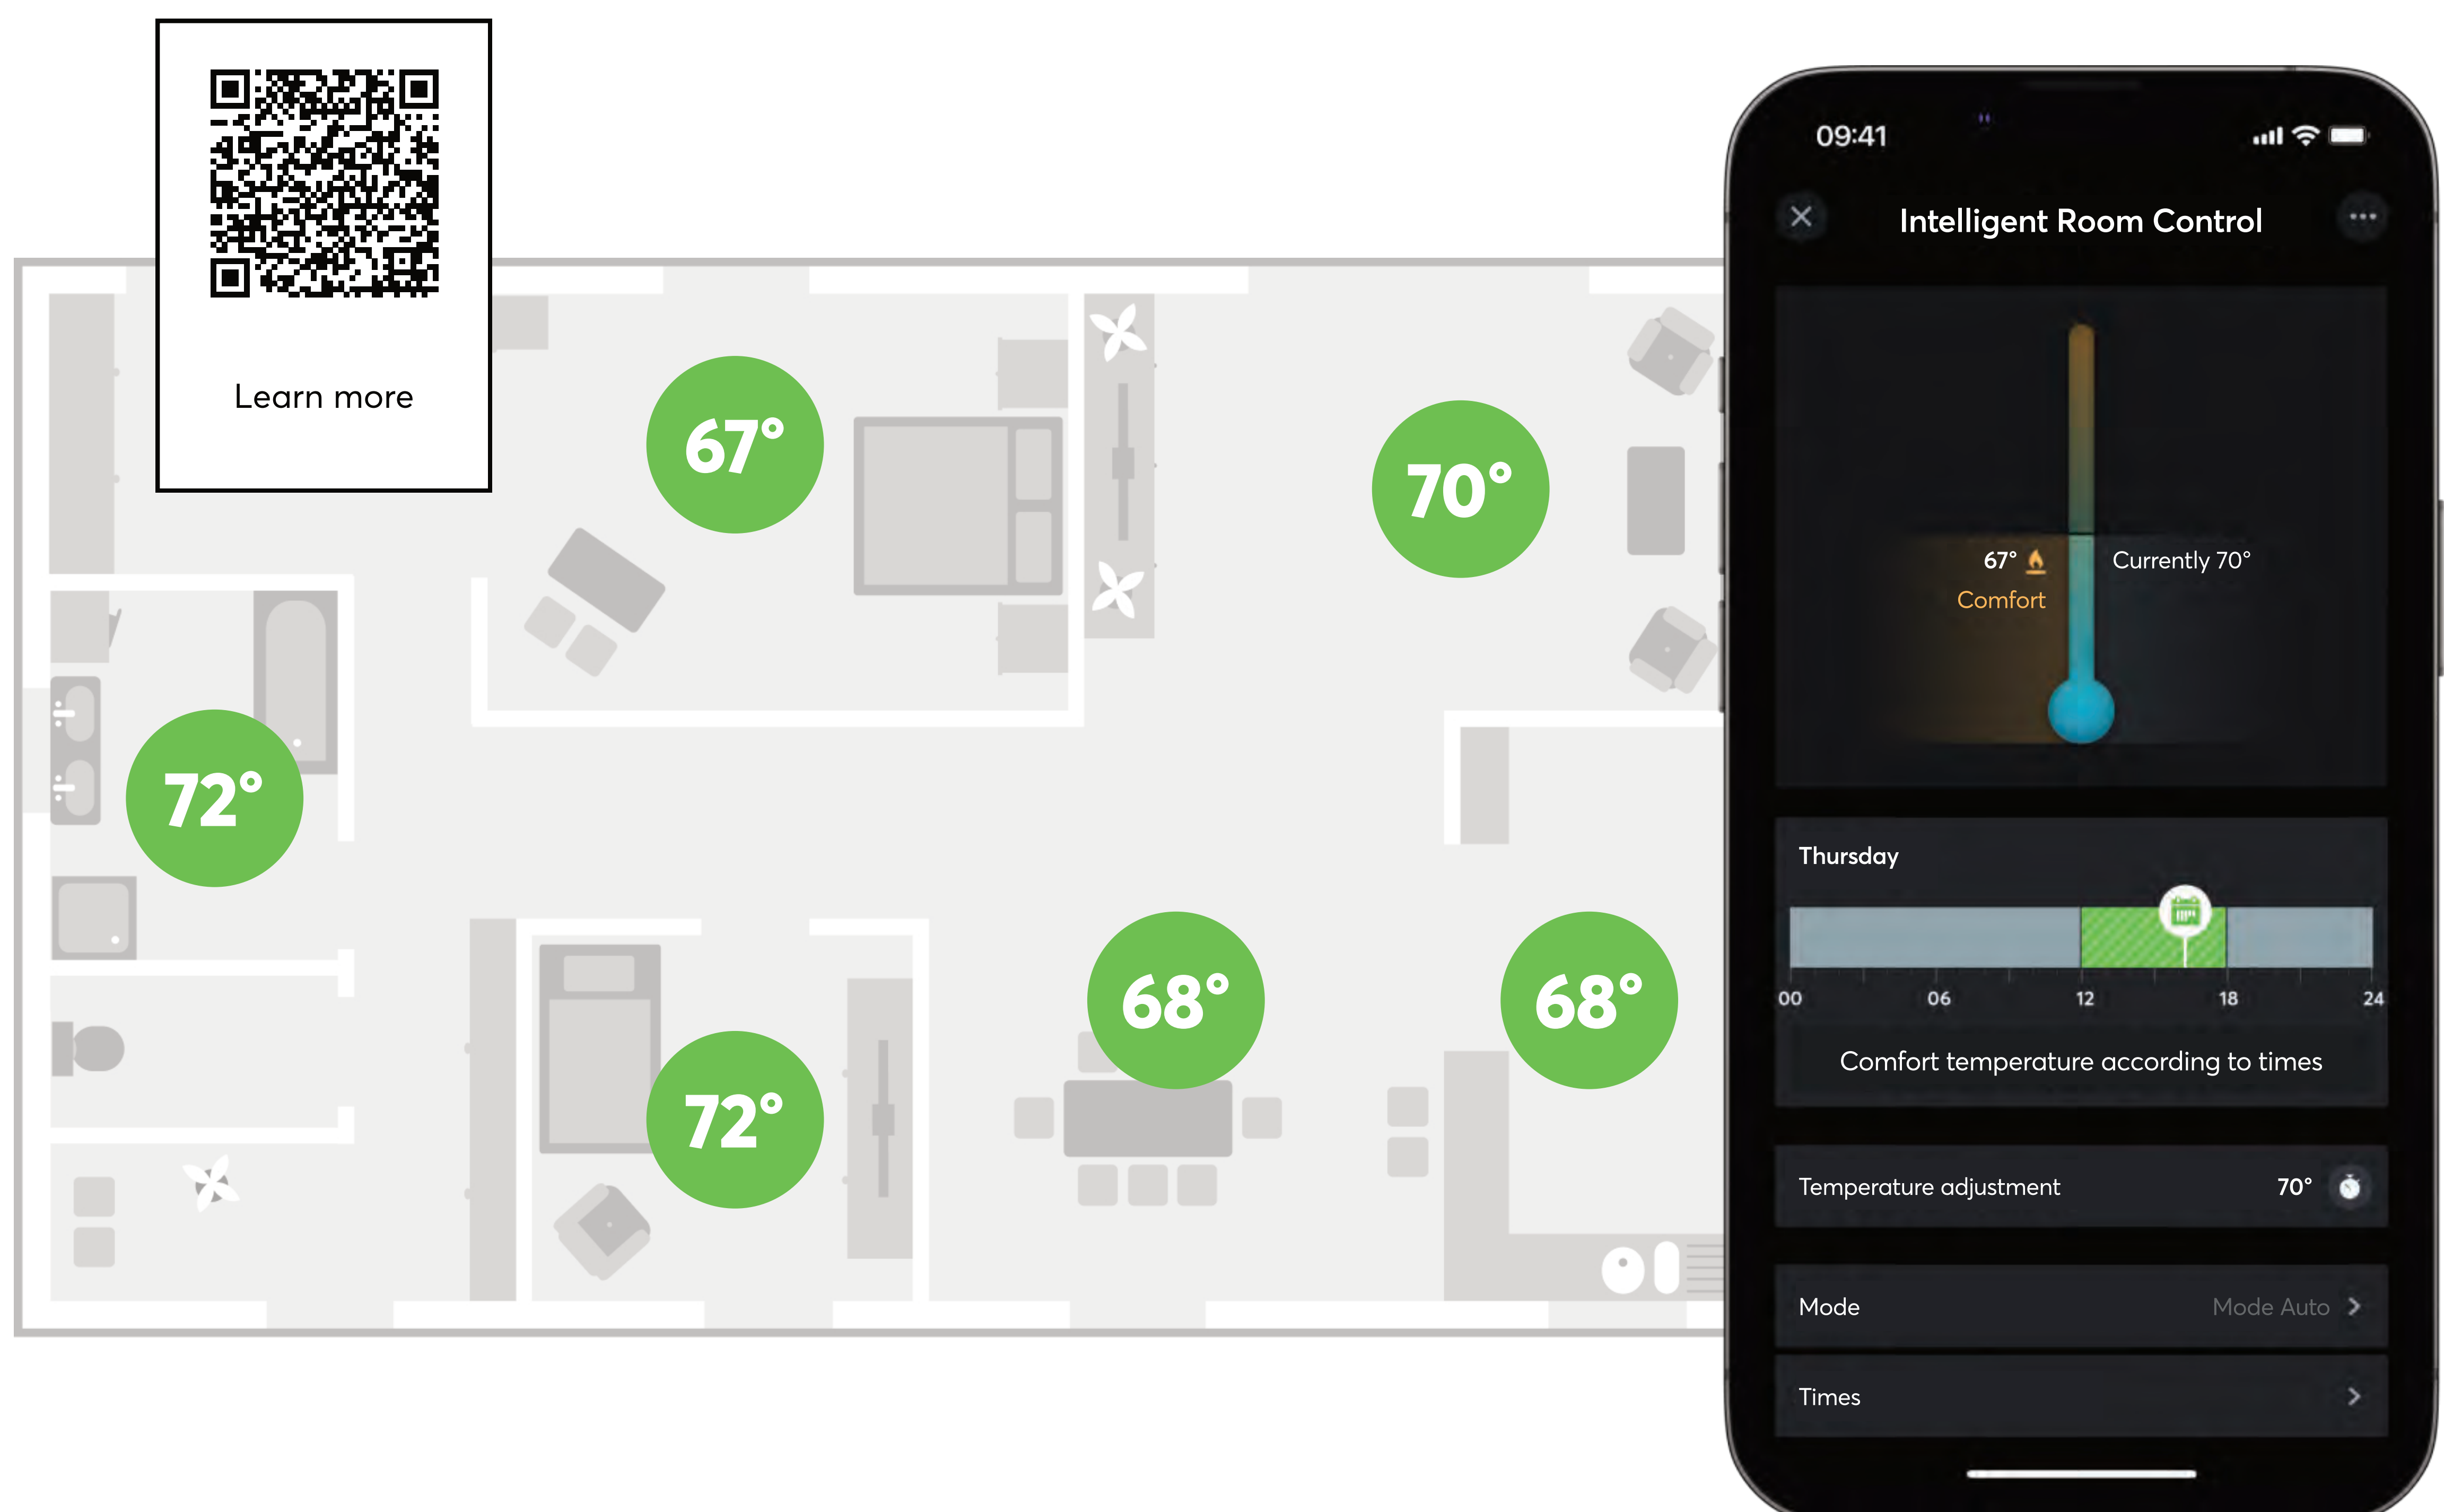 Learn more
67°
70°
72°
68°
68°
72°
09:41
Intelligent Room Control
67°
Comfort
Currently 70°
Thursday
00 06 12 18 24
Comfort temperature according to times
Temperature adjustment 70°
Mode Mode Auto
Times